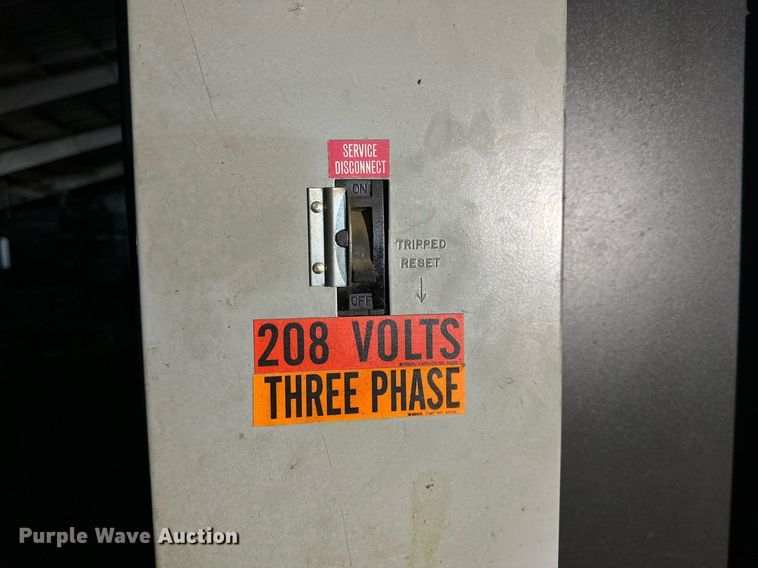 SERVICE
DISCONNECT
ON
TRIPPED
RESET
OFF
208 VOLTS
THREE PHASE
Purple Wave Auction